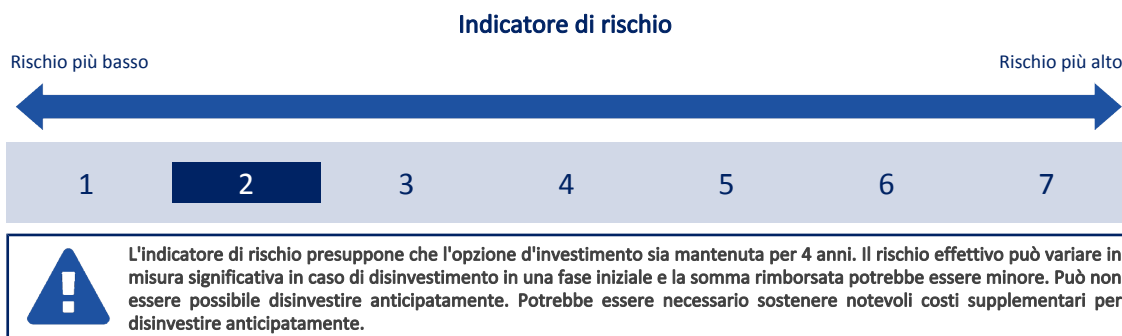 Indicatore di rischio
Rischio più basso
Rischio più alto
1 2 3 4 5 6 7
L'indicatore di rischio presuppone che l'opzione d'investimento sia mantenuta per 4 anni. Il rischio effettivo può variare in
misura significativa in caso di disinvestimento in una fase iniziale e la somma rimborsata potrebbe essere minore. Può non
essere possibile disinvestire anticipatamente. Potrebbe essere necessario sostenere notevoli costi supplementari per
disinvestire anticipatamente.